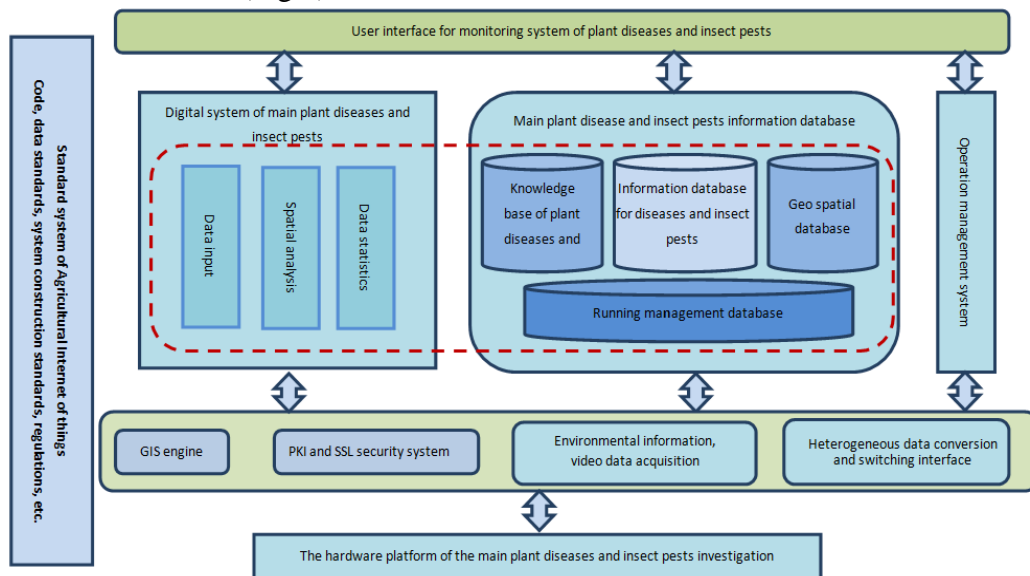 User interface for monitoring system of plant diseases and insect pests
Standard system of Agricultural Internet of things
Code, data standards, system construction standards, regulations, etc.
Digital system of main plant diseases and
insect pests
Data input
Spatial analysis
Data statistics
Main plant disease and insect pests information database
Knowledge
base of plant
diseases and
Information database
for diseases and insect
pests
Geo spatial
database
Running management database
Operation management system
GIS engine
PKI and SSL security system
Environmental information,
video data acquisition
Heterogeneous data conversion
and switching interface
The hardware platform of the main plant diseases and insect pests investigation